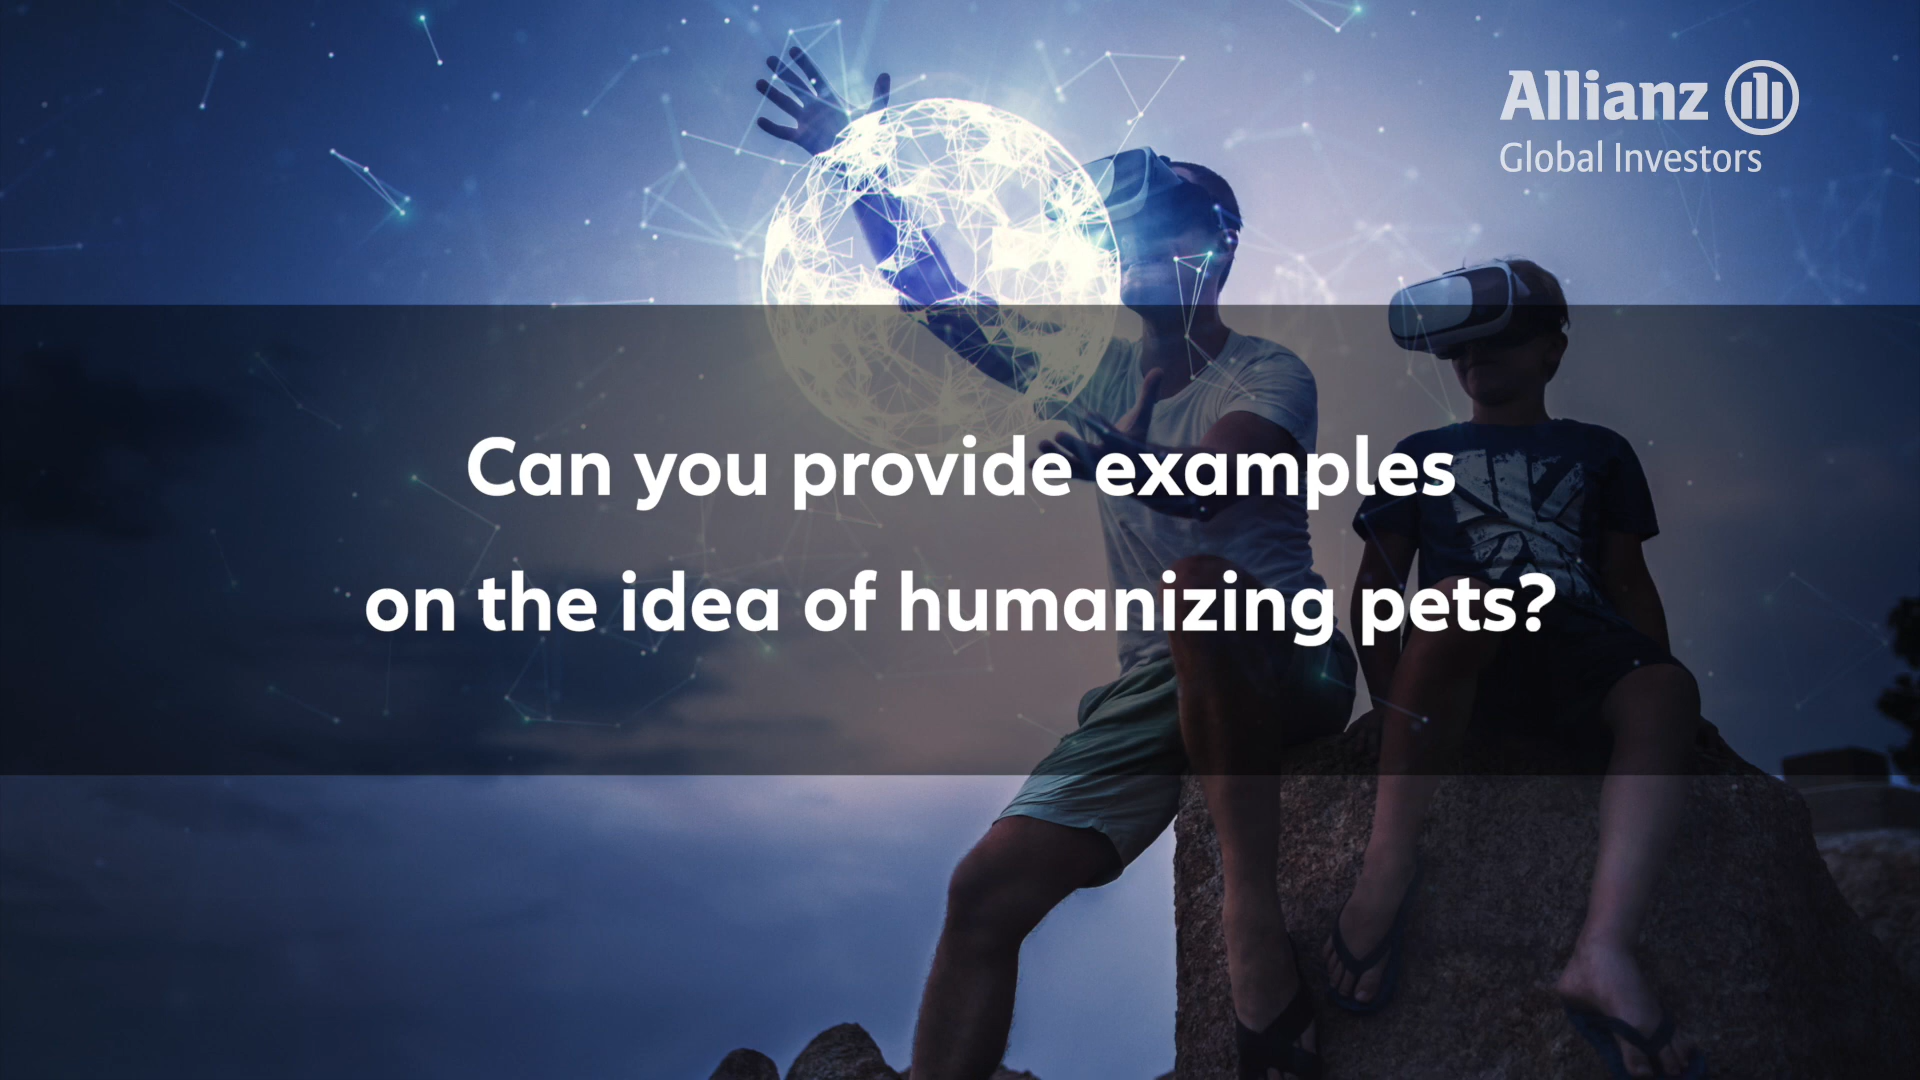 Allianz
Global Investors
Can you provide examples
on the idea of humanizing pets?